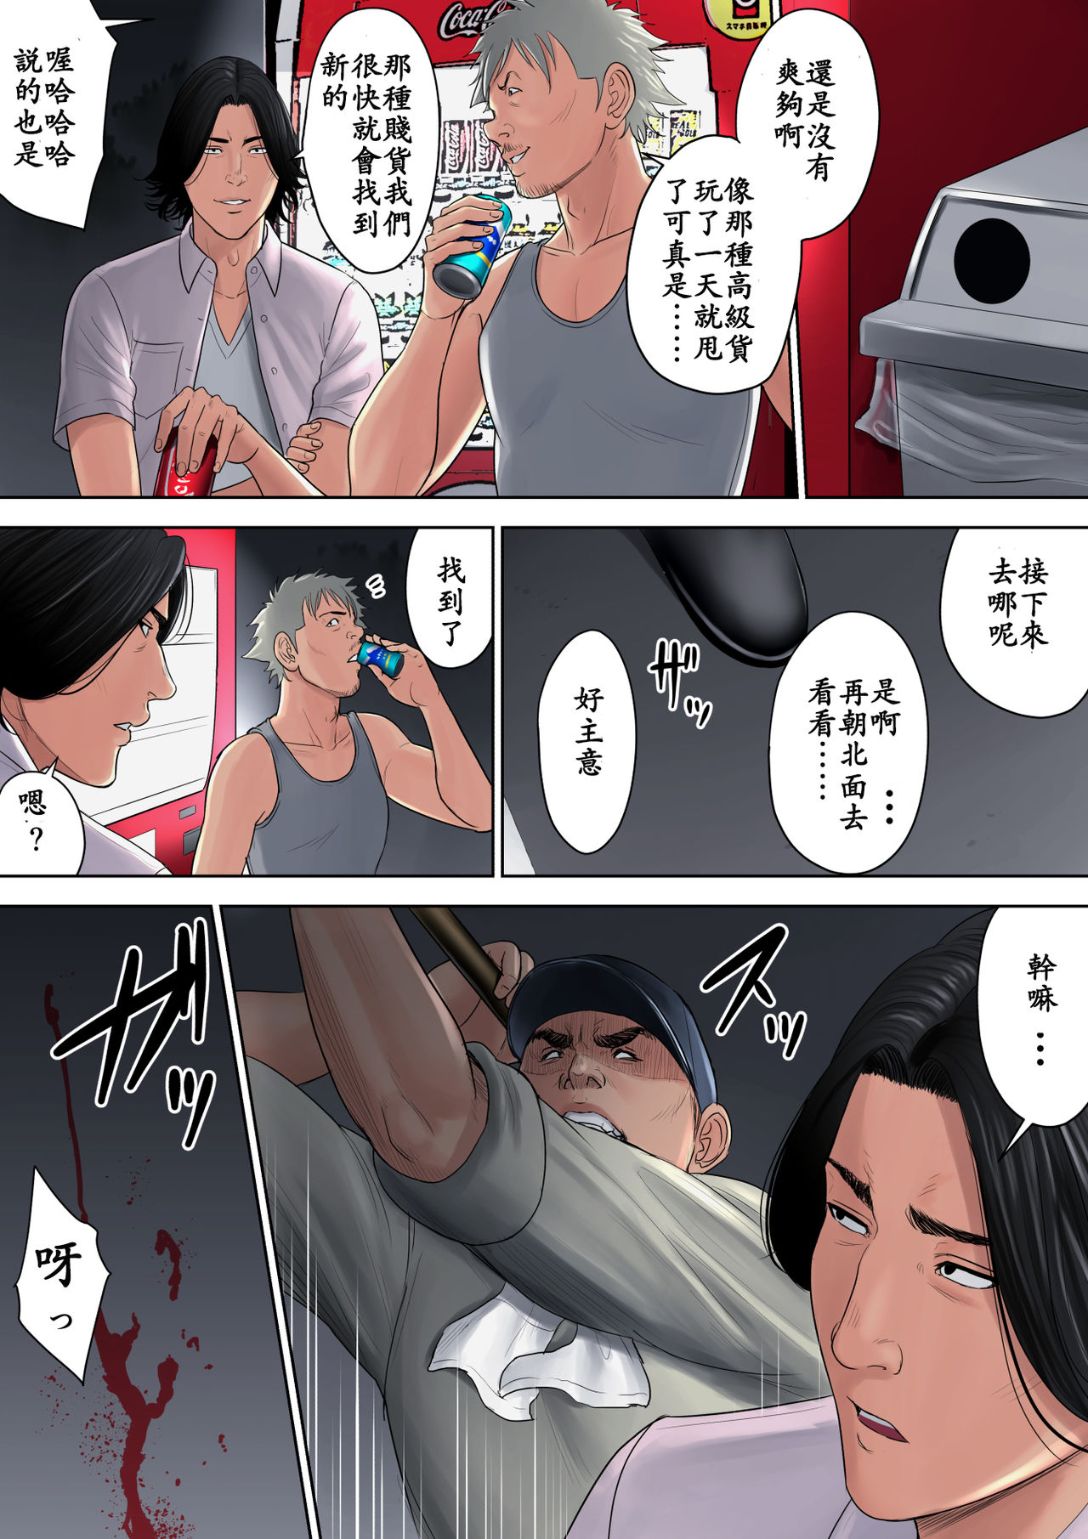 還是沒有
爽夠啊
像那種高級貨
玩了一天就甩
了可真是……
那種賤貨我們
很快就會找到
新的
喔哈哈哈
說的也是
Coca-Cola
接下來
去哪呢
是啊…
再朝北面去
看看……
ザッ
好主意
找到了
嗯？
幹嘛…
スッ
ザッ
呀っ